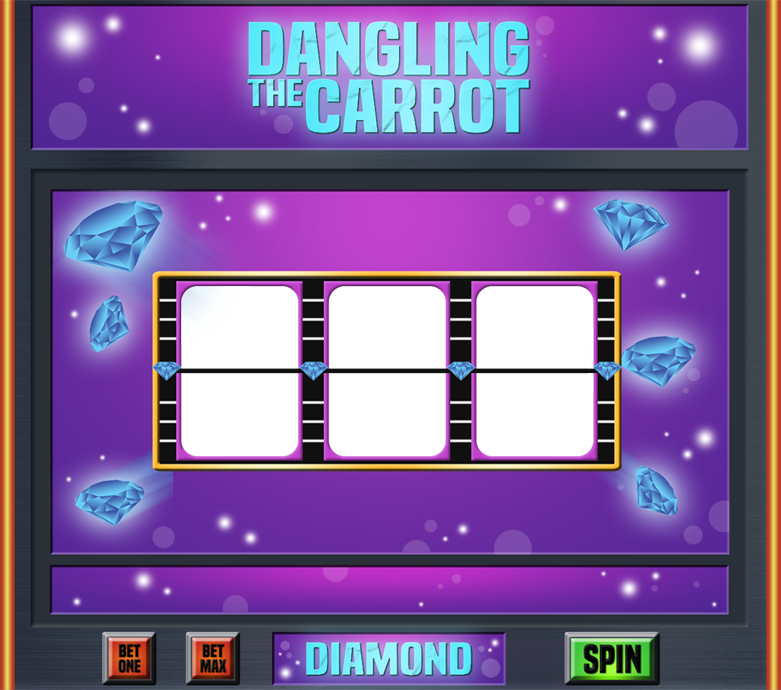 DANGLING
THE CARROT
BET ONE
BET MAX
DIAMOND
SPIN